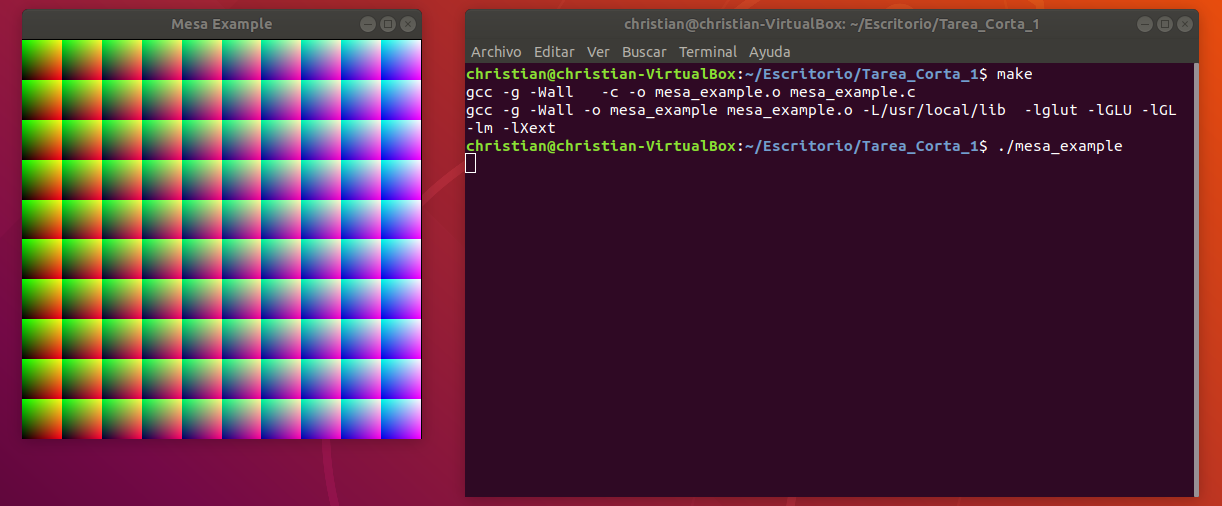 Mesa Example
christian@christian-VirtualBox: ~/Escritorio/Tarea_Corta_1
Archivo Editar Ver Buscar Terminal Ayuda
christian@christian-VirtualBox:~/Escritorio/Tarea_Corta_1$ make
gcc -g -Wall   -c -o mesa_example.o mesa_example.c
gcc -g -Wall -o mesa_example mesa_example.o -L/usr/local/lib  -lglut -lGLU -lGL
-lm -lXext
christian@christian-VirtualBox:~/Escritorio/Tarea_Corta_1$ ./mesa_example